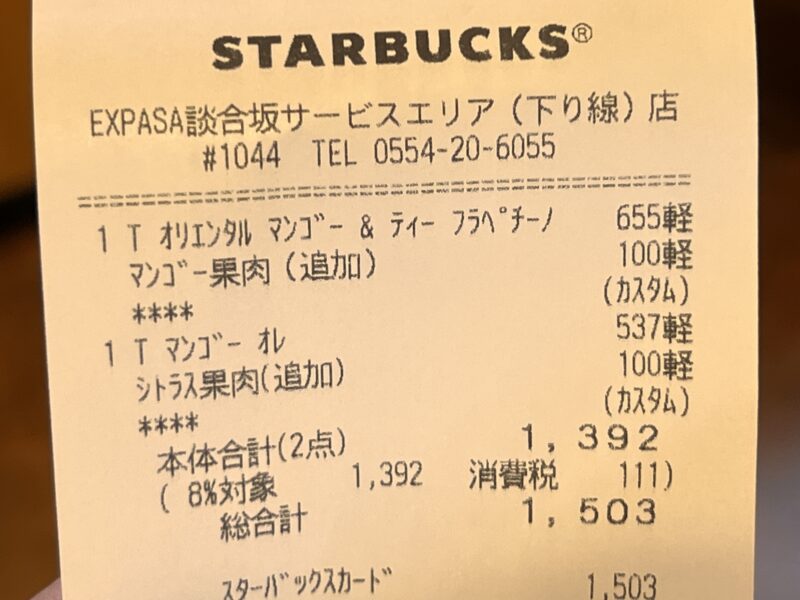 STARBUCKS®
EXPASA談合坂サービスエリア（下り線）店
#1044 TEL 0554-20-6055
1 T ｵﾘｴﾝﾀﾙ ﾏﾝｺﾞｰ & ﾃｨｰ ﾌﾗﾍﾟﾁｰﾉ 655軽
ﾏﾝｺﾞｰ果肉（追加） 100軽
**** (ｶｽﾀﾑ)
1 T ﾏﾝｺﾞｰ ｵﾚ 537軽
ｼﾄﾗｽ果肉(追加) 100軽
**** (ｶｽﾀﾑ)
本体合計(2点) 1,392
( 8%対象 1,392 消費税 111)
総合計 1,503
ｽﾀｰﾊﾞｯｸｽｶｰﾄﾞ 1,503